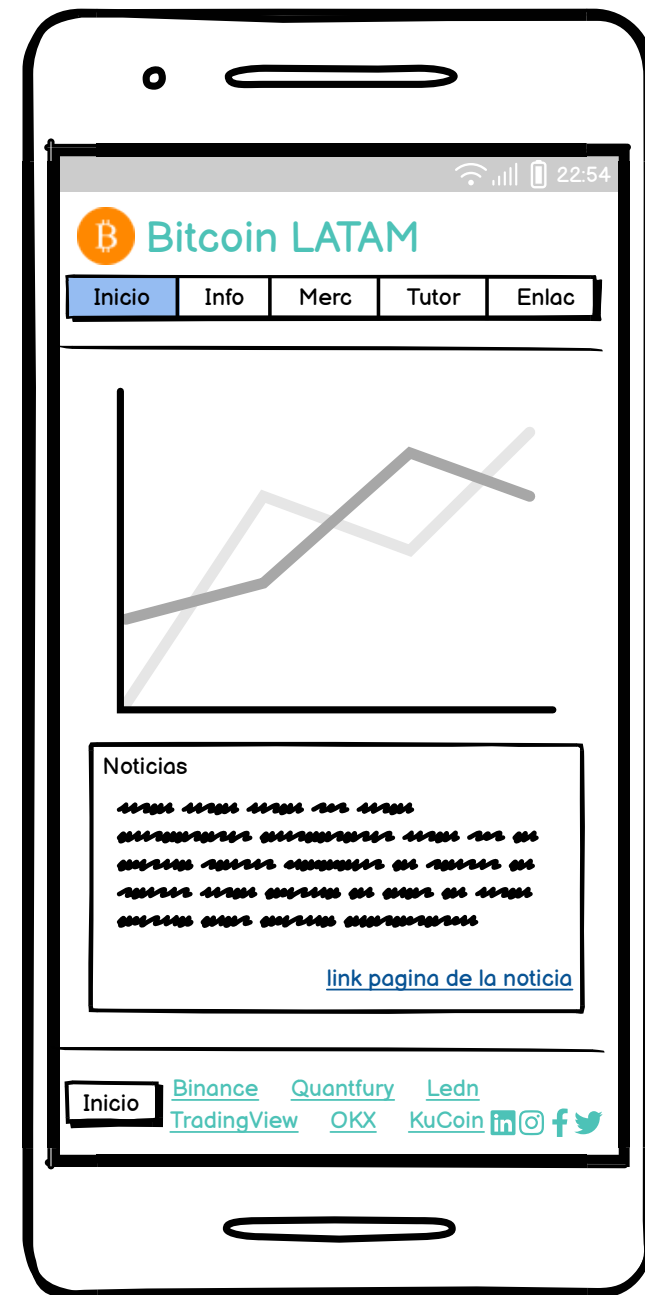 22:54
Bitcoin LATAM
Inicio Info Merc Tutor Enlac
Noticias
link pagina de la noticia
Inicio
Binance Quantfury Ledn
TradingView OKX KuCoin